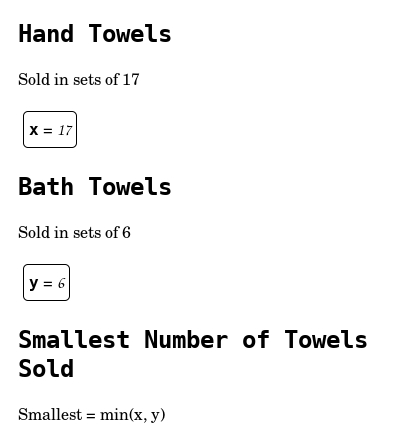 Hand Towels
Sold in sets of 17
x = 17
Bath Towels
Sold in sets of 6
y = 6
Smallest Number of Towels
Sold
Smallest = min(x, y)